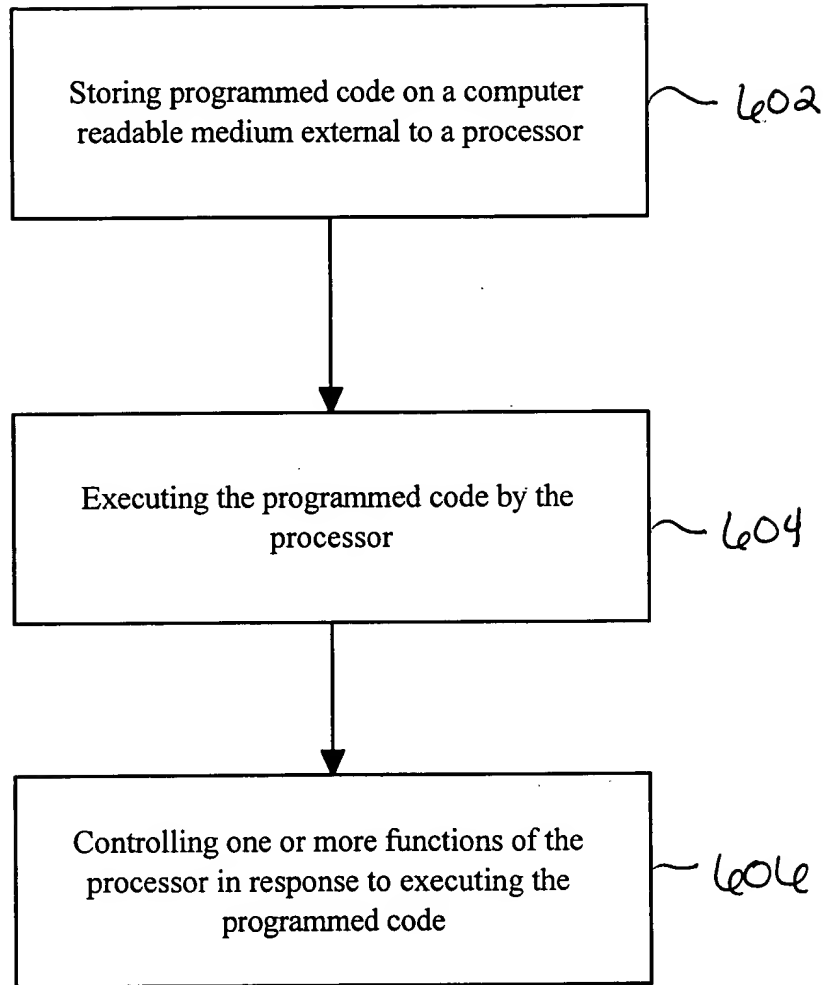 Storing programmed code on a computer
readable medium external to a processor
602
Executing the programmed code by the
processor
604
Controlling one or more functions of the
processor in response to executing the
programmed code
606